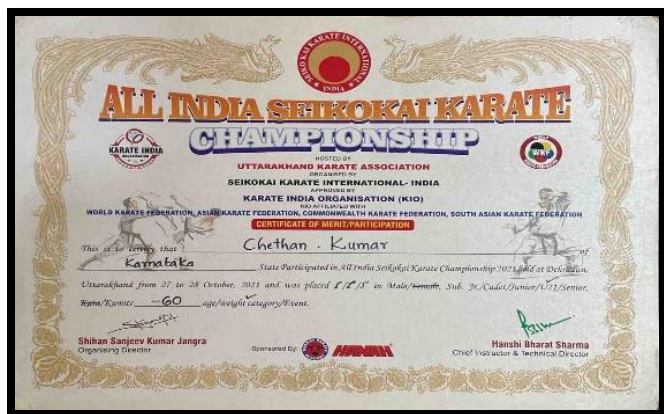 SEIKO KAI KARATE INTERNATIONAL
INDIA
ALL INDIA SEIKOKAI KARATE
CHAMPIONSHIP
KARATE INDIA
ORGANISATION
WKF
HOSTED BY
UTTARAKHAND KARATE ASSOCIATION
ORGANISED BY
SEIKOKAI KARATE INTERNATIONAL- INDIA
APPROVED BY
KARATE INDIA ORGANISATION (KIO)
KIO AFFILIATED WITH
WORLD KARATE FEDERATION, ASIAN KARATE FEDERATION, COMMONWEALTH KARATE FEDERATION, SOUTH ASIAN KARATE FEDERATION
CERTIFICATE OF MERIT/PARTICIPATION
This is to certify that Chethan . Kumar of
Karnataka State Participated in All India Seikokai Karate Championship 2021 held at Dehradun,
Uttarakhand from 27 to 28 October, 2021 and was placed in Male/Female, Sub. Jr./Cadet/Junior/U21/Senior,
Kata/Kumite -60 age/weight category/Event.
Shihan Sanjeev Kumar Jangra
Organising Director
Sponsored By:
HANAH
Hanshi Bharat Sharma
Chief Instructor & Technical Director